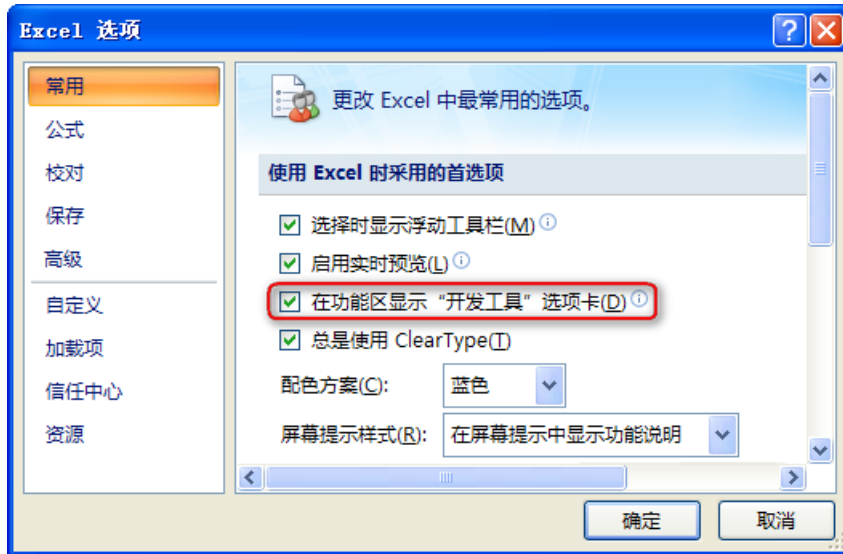 Excel 选项
常用
公式
校对
保存
高级
自定义
加载项
信任中心
资源
更改 Excel 中最常用的选项。
使用 Excel 时采用的首选项
选择时显示浮动工具栏(M)
启用实时预览(L)
在功能区显示“开发工具”选项卡(D)
总是使用 ClearType(T)
配色方案(C): 蓝色
屏幕提示样式(R): 在屏幕提示中显示功能说明
确定 取消